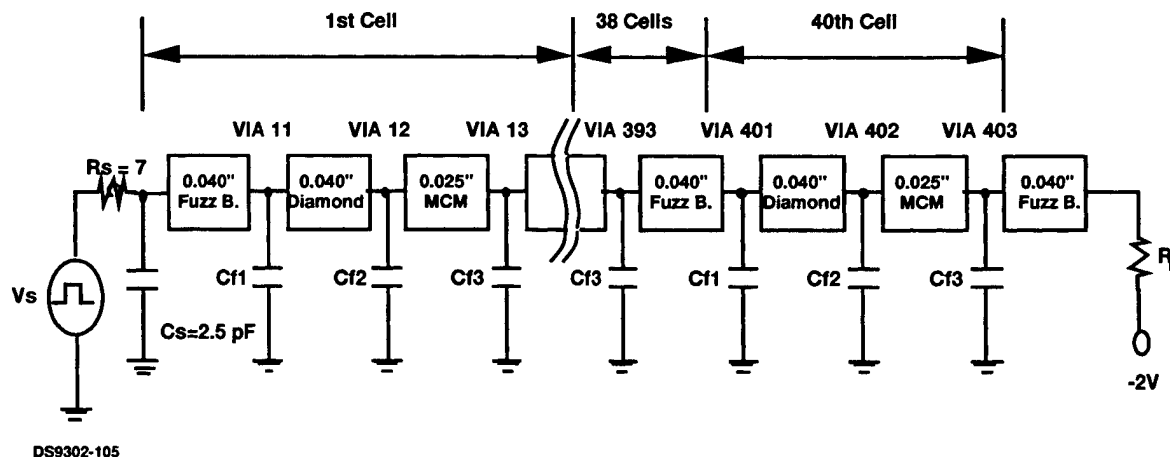 1st Cell
38 Cells
40th Cell
VIA 11
VIA 12
VIA 13
VIA 393
VIA 401
VIA 402
VIA 403
Rs = 7
0.040"
Fuzz B.
0.040"
Diamond
0.025"
MCM
0.040"
Fuzz B.
0.040"
Diamond
0.025"
MCM
0.040"
Fuzz B.
Vs
Cs=2.5 pF
Cf1
Cf2
Cf3
Cf3
Cf1
Cf2
Cf3
-2V
DS9302-105